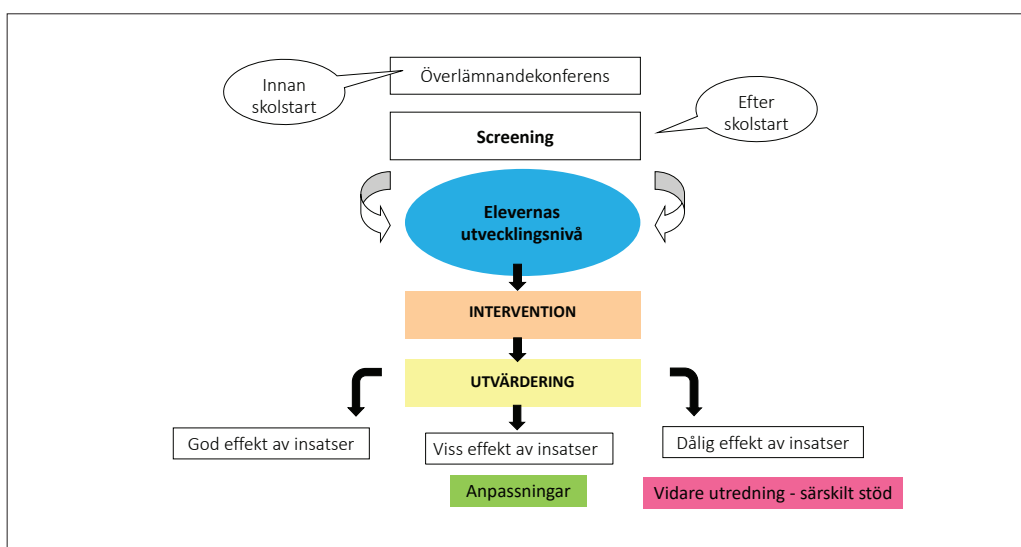 Överlämnandekonferens
Innan
skolstart
Efter
skolstart
Screening
Elevernas
utvecklingsnivå
INTERVENTION
UTVÄRDERING
God effekt av insatser
Viss effekt av insatser
Dålig effekt av insatser
Anpassningar
Vidare utredning - särskilt stöd